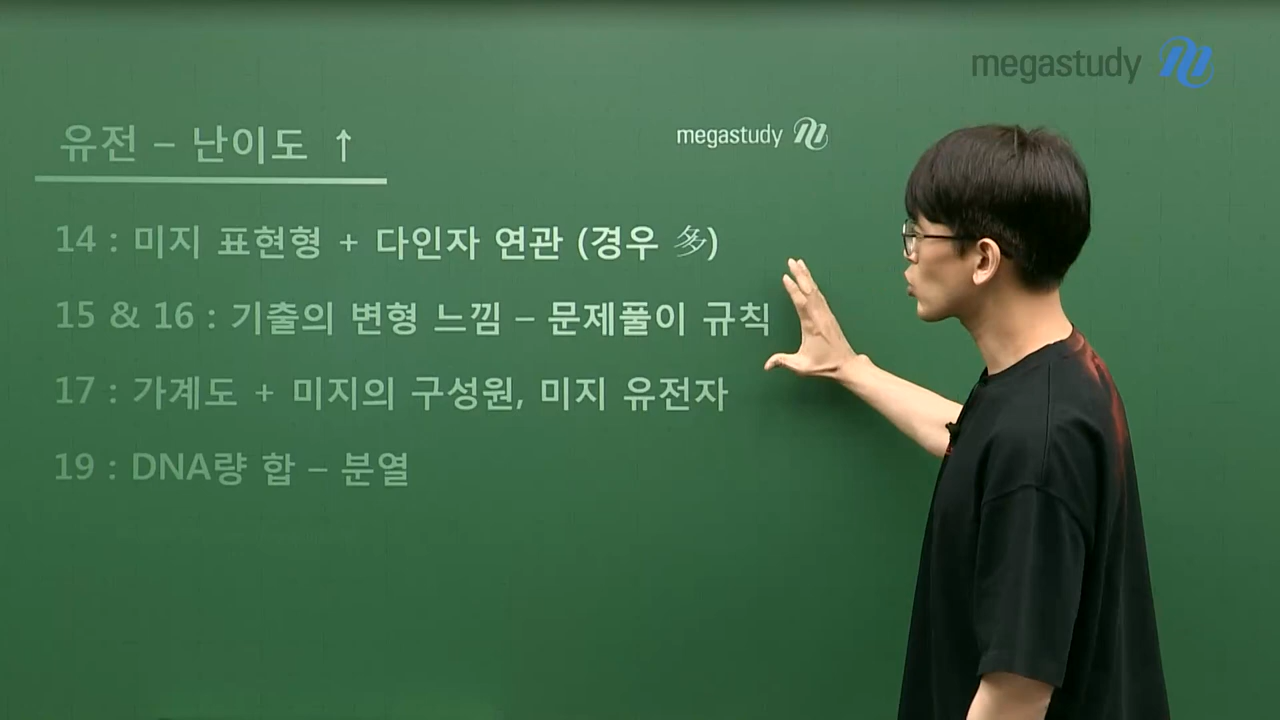 megastudy
유전 – 난이도 ↑
megastudy
14 : 미지 표현형 + 다인자 연관 (경우 多)
15 & 16 : 기출의 변형 느낌 – 문제풀이 규칙
17 : 가계도 + 미지의 구성원, 미지 유전자
19 : DNA량 합 – 분열